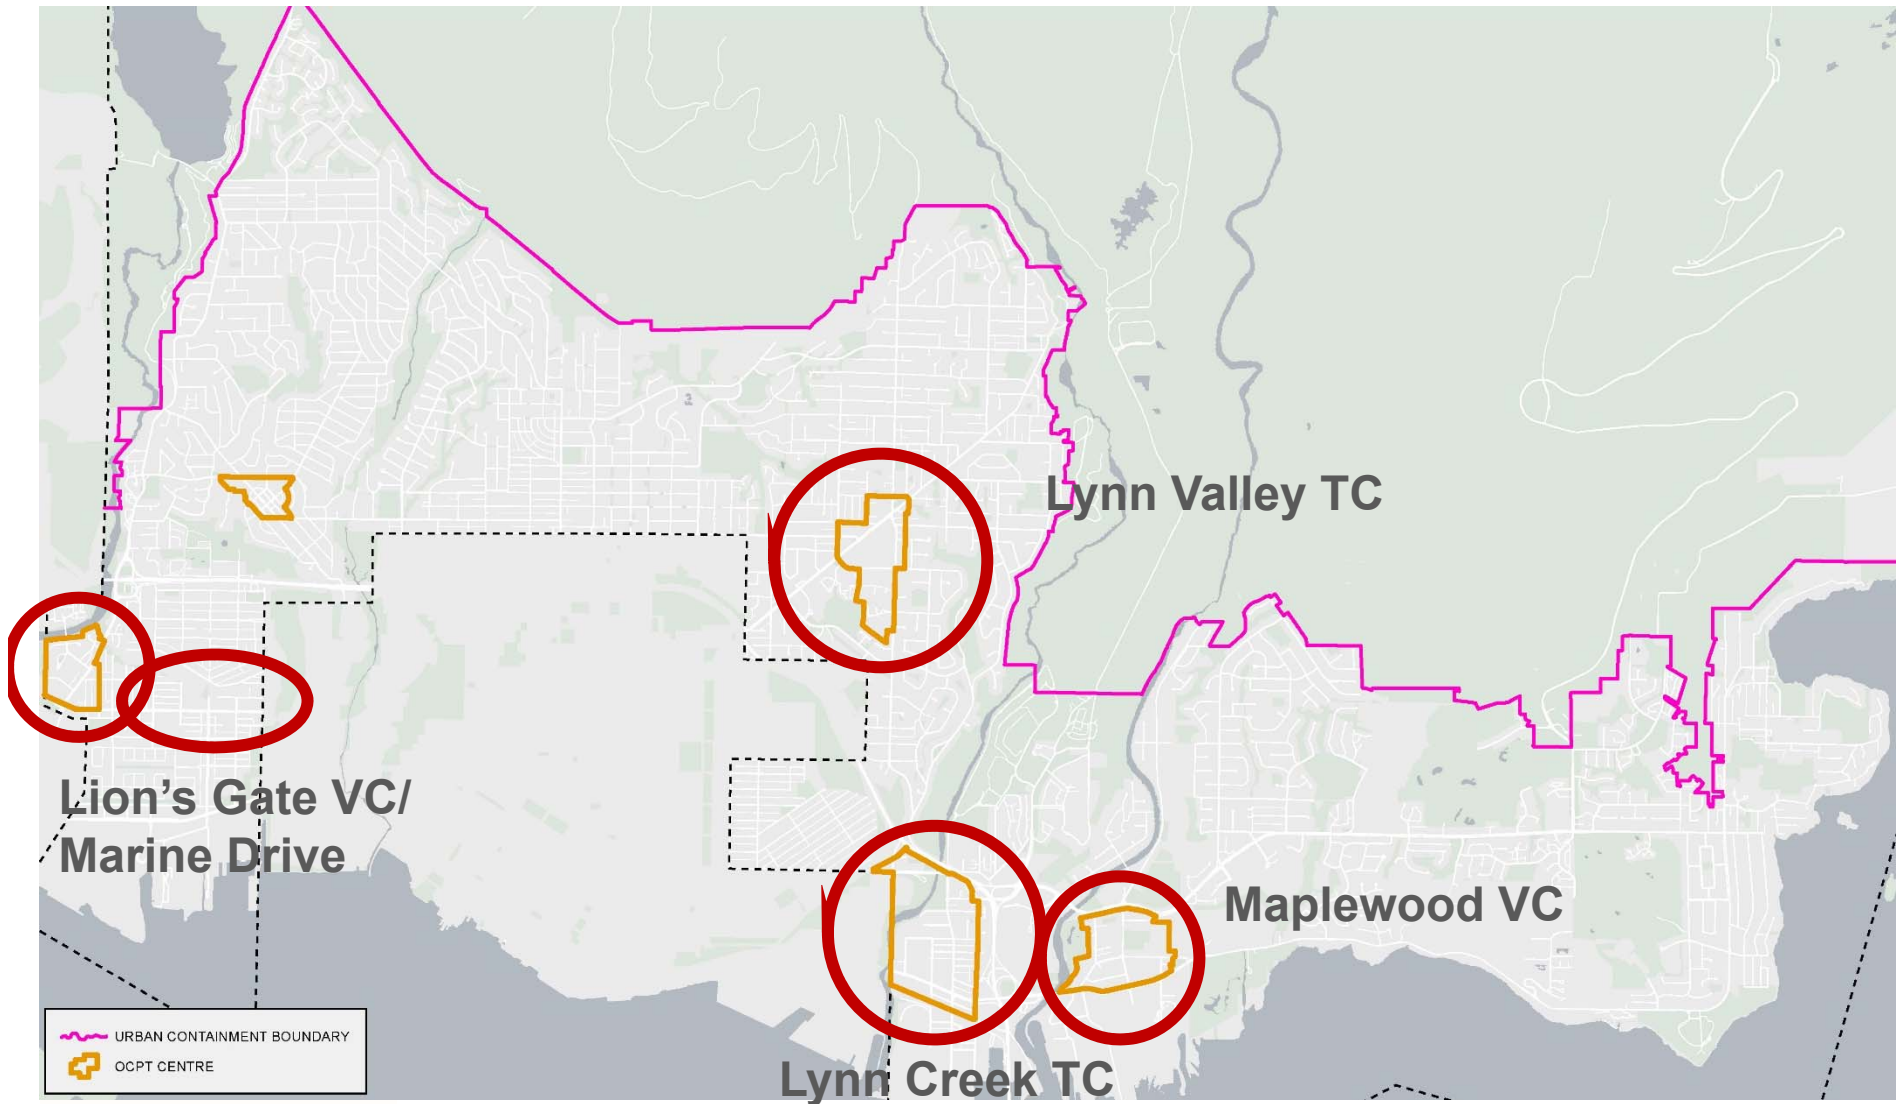 Lynn Valley TC
Lion's Gate VC/
Marine Drive
Maplewood VC
Lynn Creek TC
URBAN CONTAINMENT BOUNDARY
OCPT CENTRE